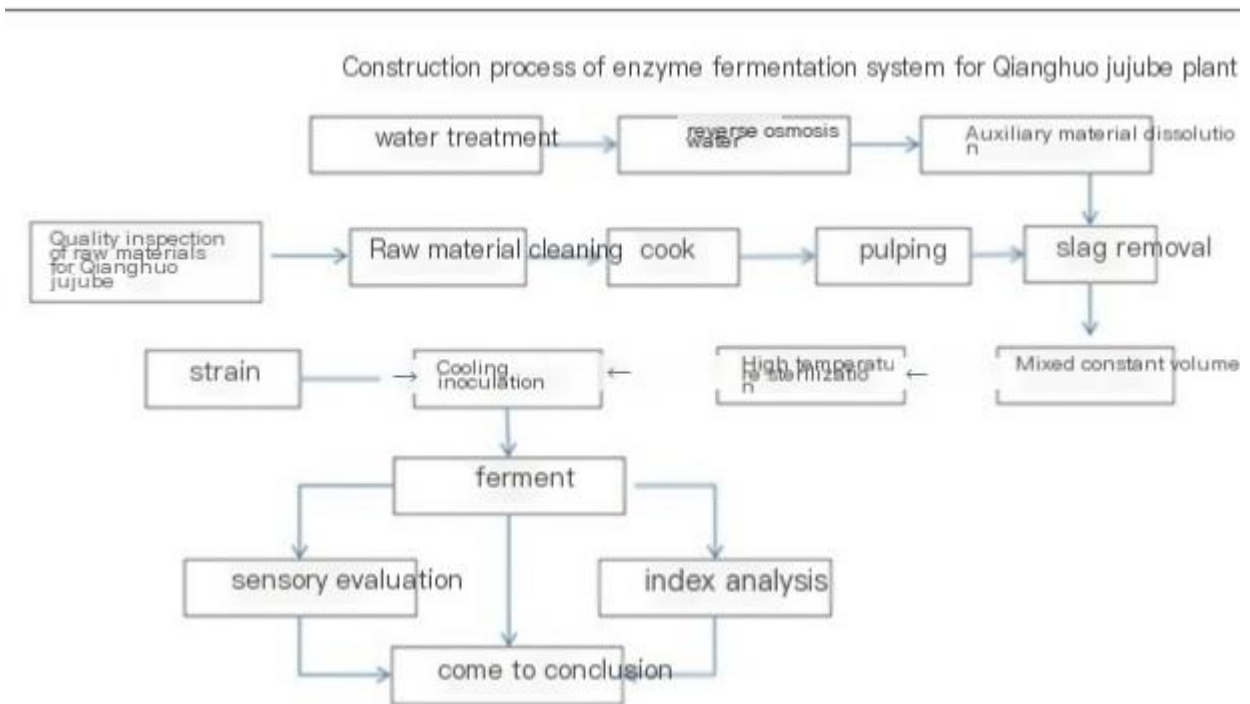 Construction process of enzyme fermentation system for Qianghuo jujube plant
water treatment
reverse osmosis
water
Auxiliary material dissolutio
n
Quality inspection
of raw materials
for Qianghuo
jujube
Raw material cleaning
cook
pulping
slag removal
strain
Cooling
inoculation
High temperatu
re sterilizatio
n
Mixed constant volume
ferment
sensory evaluation
index analysis
come to conclusion